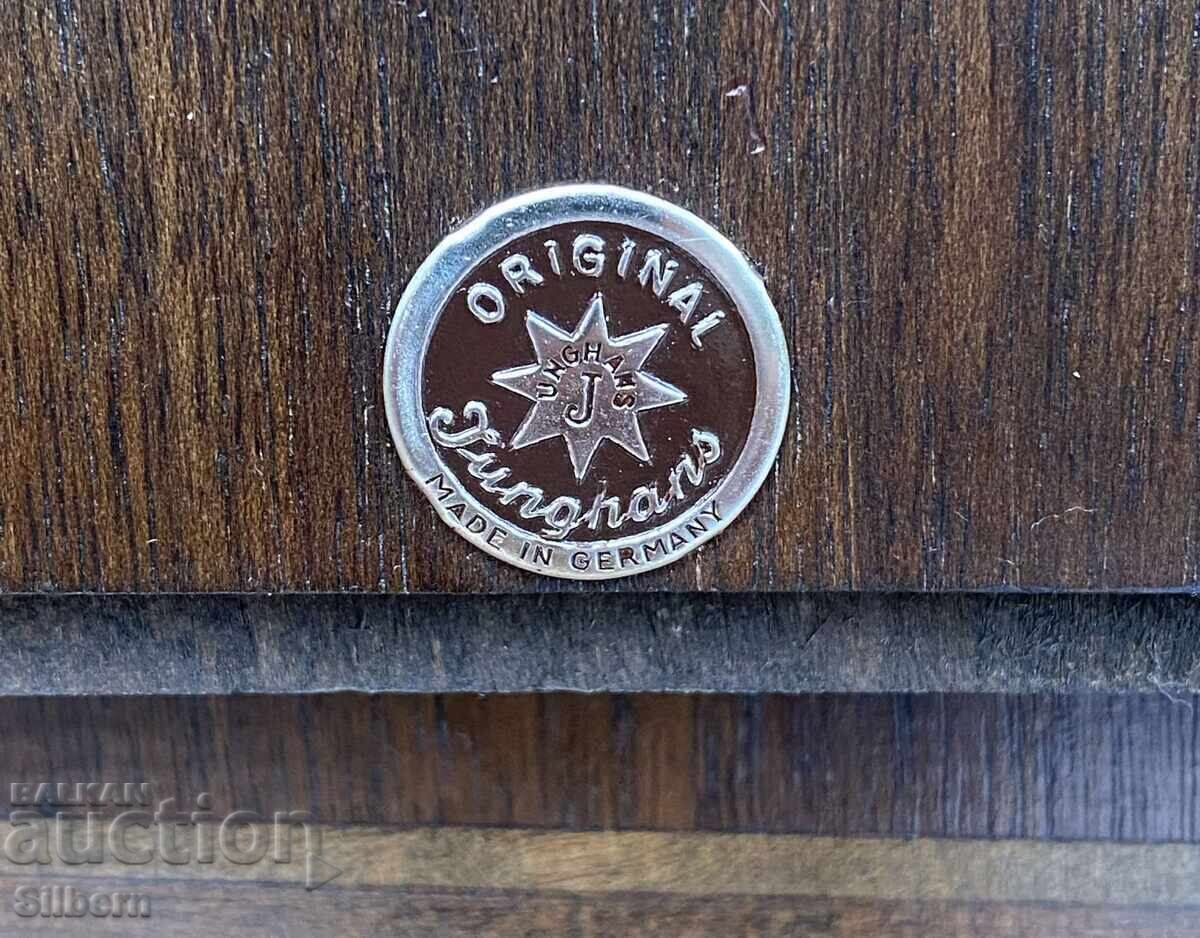 ORIGINAL
JUNGHANS
J
Junghans
MADE IN GERMANY
BALKAN
auction
Silbern